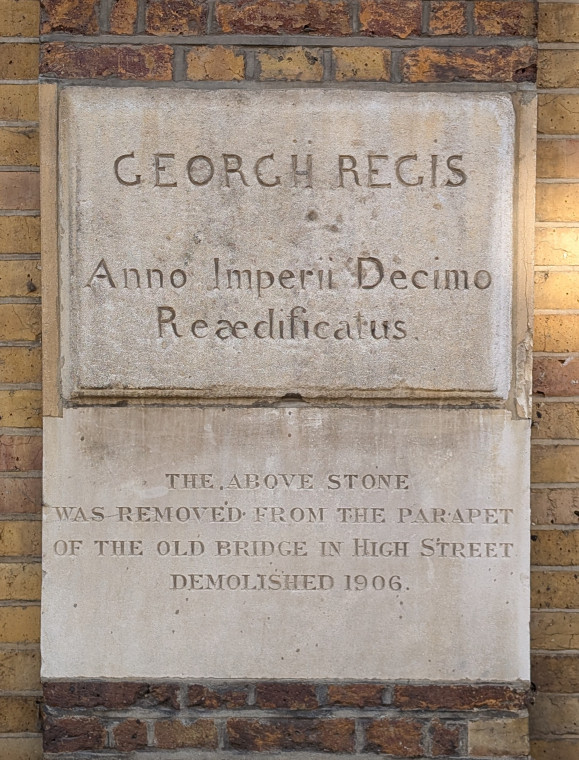 GEORGII REGIS
Anno Imperii Decimo
Reædificatus.
THE ABOVE STONE
WAS REMOVED FROM THE PARAPET
OF THE OLD BRIDGE IN HIGH STREET
DEMOLISHED 1906.